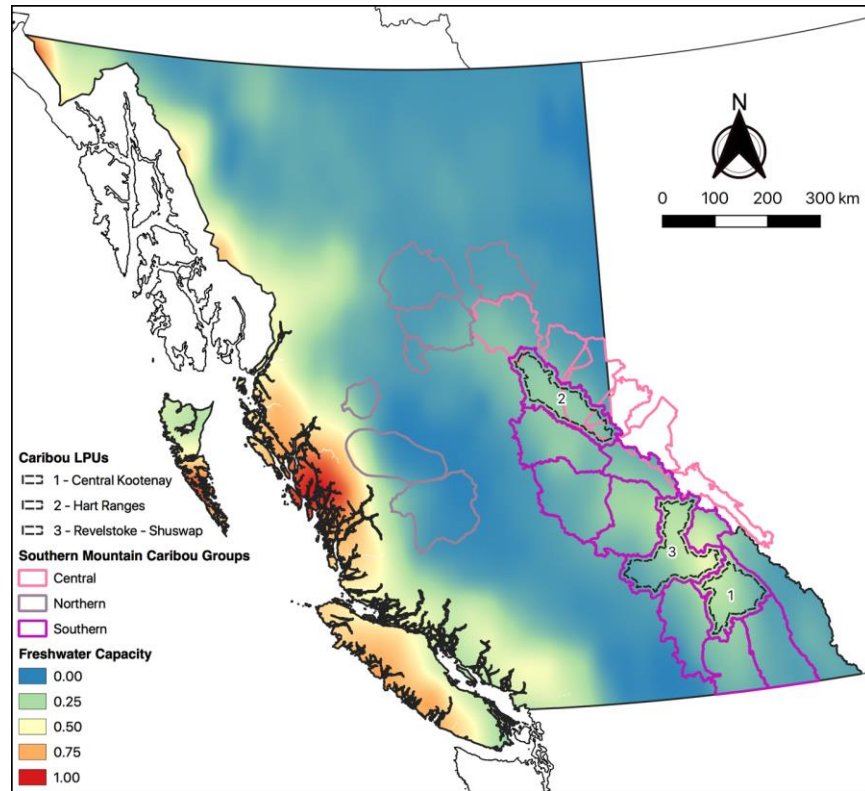 N
0 100 200 300 km
2
3
1
Caribou LPUs
1 - Central Kootenay
2 - Hart Ranges
3 - Revelstoke - Shuswap
Southern Mountain Caribou Groups
Central
Northern
Southern
Freshwater Capacity
0.00
0.25
0.50
0.75
1.00